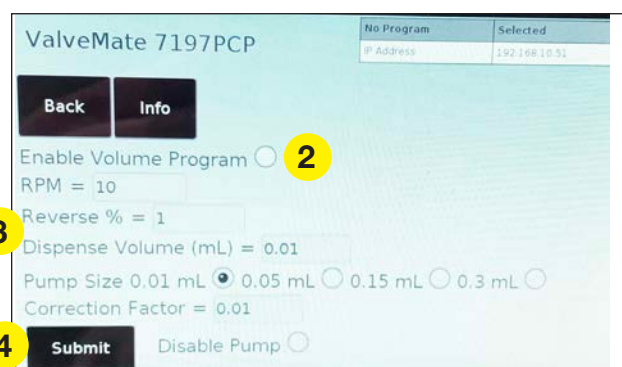 ValveMate 7197PCP
No Program Selected
IP Address 192.168.10.51
Back Info
Enable Volume Program 2
RPM = 10
Reverse % = 1
3
Dispense Volume (mL) = 0.01
Pump Size 0.01 mL 0.05 mL 0.15 mL 0.3 mL
Correction Factor = 0.01
4 Submit Disable Pump